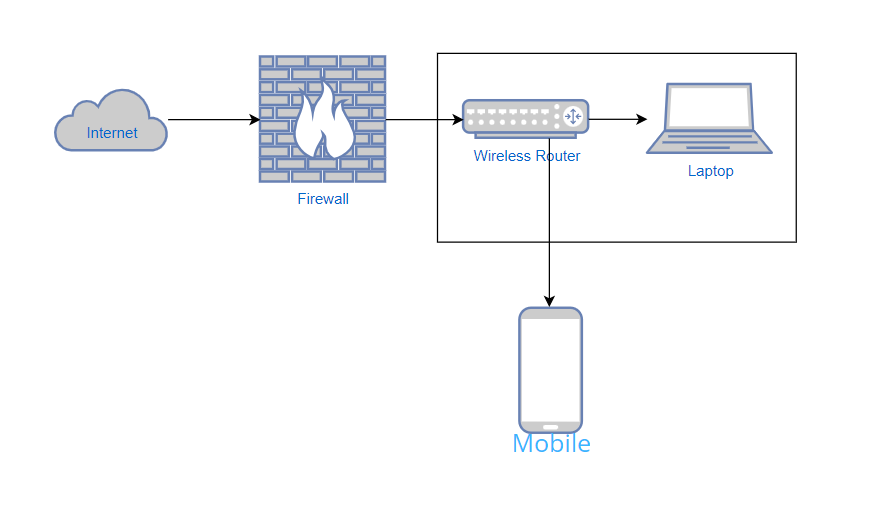 Internet
Firewall
Wireless Router
Laptop
Mobile